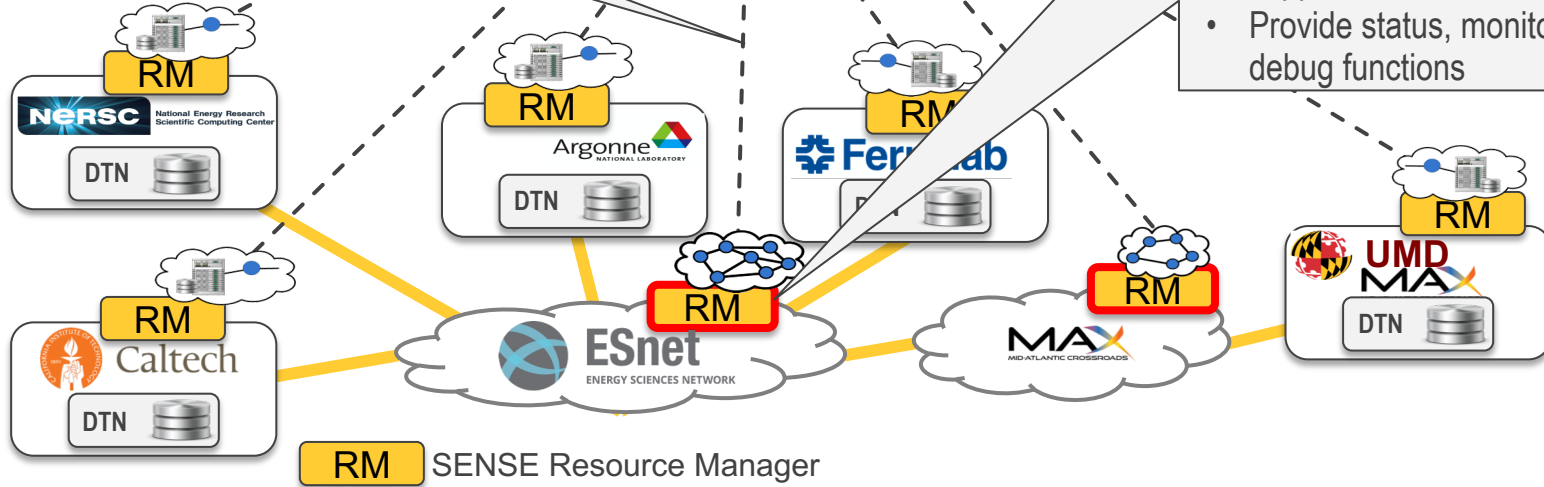 Provide status, monito
debug functions
RM
RM
RM
NERSC
National Energy Research
Scientific Computing Center
Argonne
NATIONAL LABORATORY
DTN
DTN
RM
UMD
MAX
RM
RM
RM
Caltech
ESnet
ENERGY SCIENCES NETWORK
MAX
MID-ATLANTIC CROSSROADS
DTN
DTN
RM SENSE Resource Manager